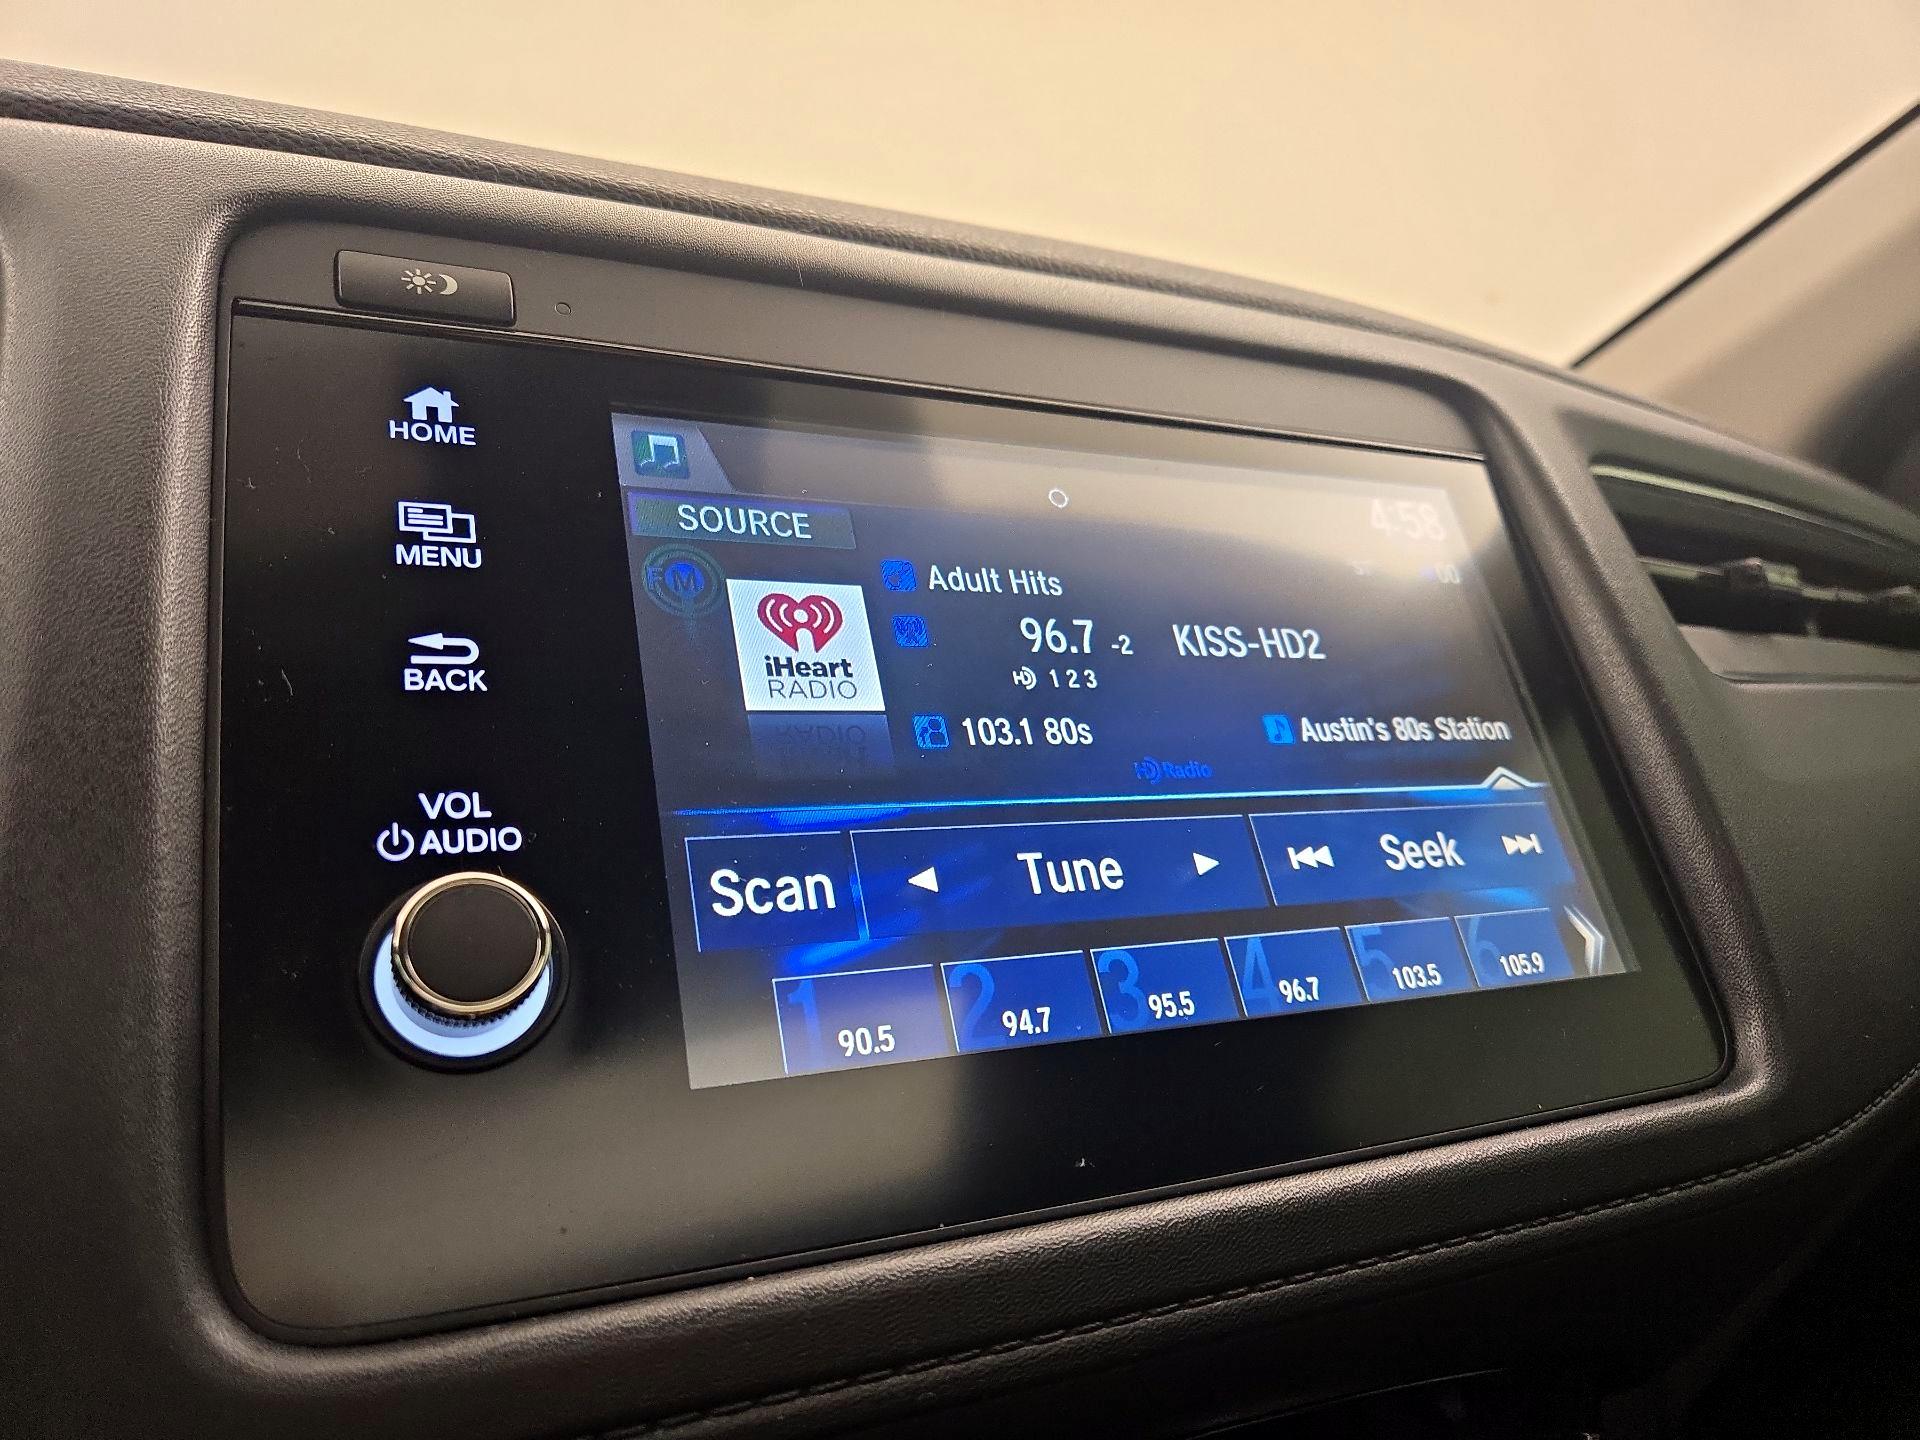 HOME
MENU
BACK
VOL
AUDIO
SOURCE
4:58
FM
Adult Hits
iHeart
RADIO
96.7 -2 KISS-HD2
HD 1 2 3
103.1 80s Austin's 80s Station
HD Radio
Scan Tune Seek
1 90.5
2 94.7
3 95.5
4 96.7
5 103.5
6 105.9